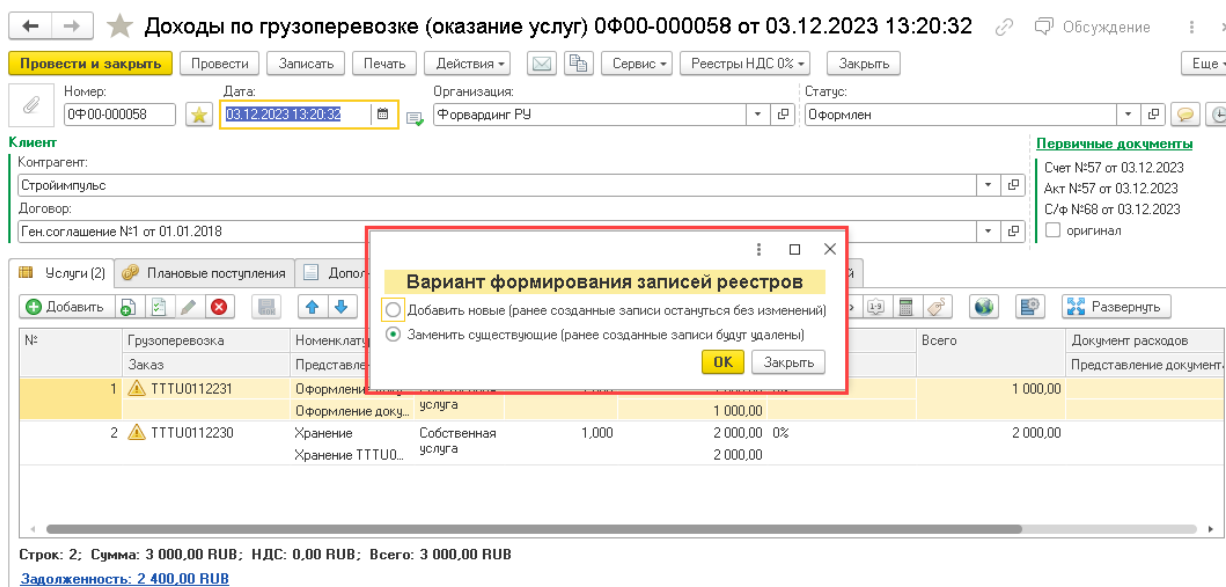 Доходы по грузоперевозке (оказание услуг) 0Ф00-000058 от 03.12.2023 13:20:32 Обсуждение
Провести и закрыть Провести Записать Печать Действия Сервис Реестры НДС 0% Закрыть Еще
Номер: Дата: Организация: Статус:
0Ф00-000058 03.12.2023 13:20:32 Форвардинг РУ Оформлен
Клиент Первичные документы
Контрагент: Счет №57 от 03.12.2023
Стройимпульс Акт №57 от 03.12.2023
Договор: С/ф №68 от 03.12.2023
Ген.соглашение №1 от 01.01.2018 оригинал
Услуги (2) Плановые поступления
Вариант формирования записей реестров
Добавить новые (ранее созданные записи останутся без изменений)
Заменить существующие (ранее созданные записи будут удалены)
OK Закрыть
Добавить Развернуть
№ Грузоперевозка Всего Документ расходов
Заказ
1 TTTU0112231 1 000,00
Оформление доку... услуга 1 000,00
2 TTTU0112230 Хранение Собственная 1,000 2 000,00 0% 2 000,00
Хранение TTTU0... услуга 2 000,00
Строк: 2; Сумма: 3 000,00 RUB; НДС: 0,00 RUB; Всего: 3 000,00 RUB
Задолженность: 2 400,00 RUB